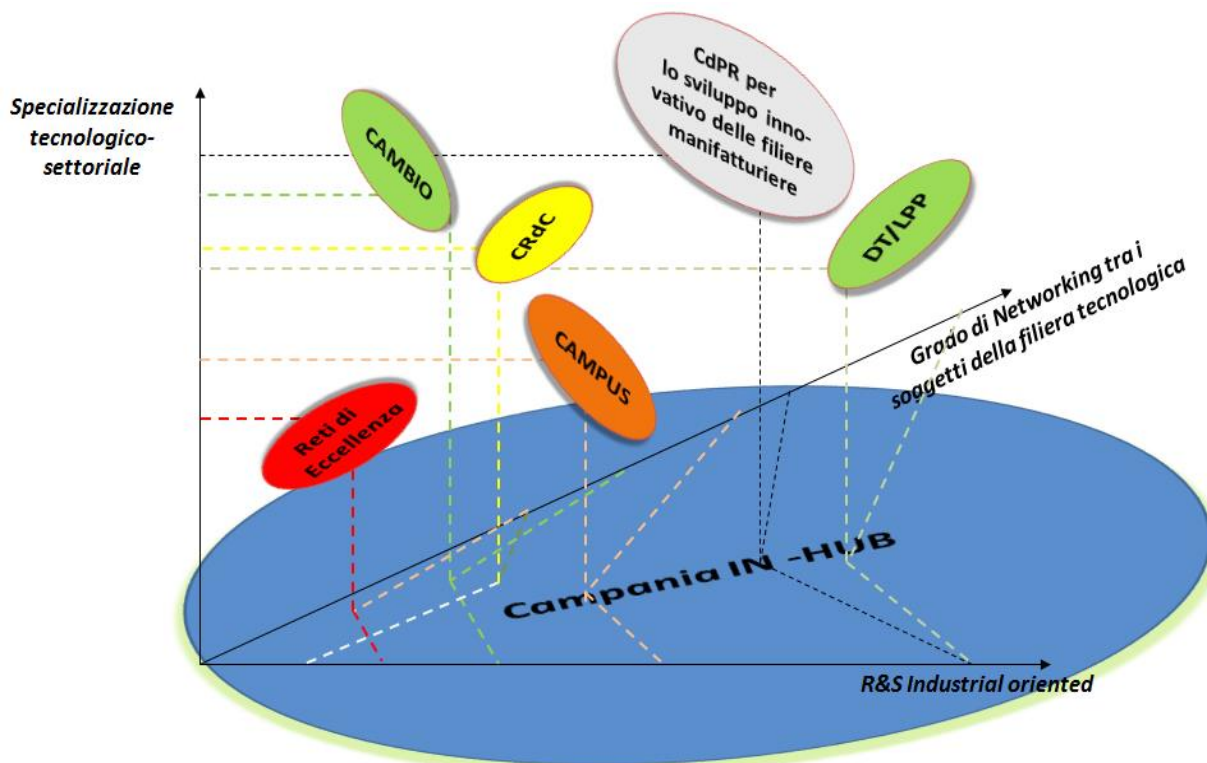 Specializzazione
tecnologico-
settoriale
CAMBIO
CRdC
CdPR per
lo sviluppo inno-
vativo delle filiere
manifatturiere
DT/LPP
CAMPUS
Reti di
Eccellenza
Grado di Networking tra i
soggetti della filiera tecnologica
Campania IN -HUB
R&S Industrial oriented